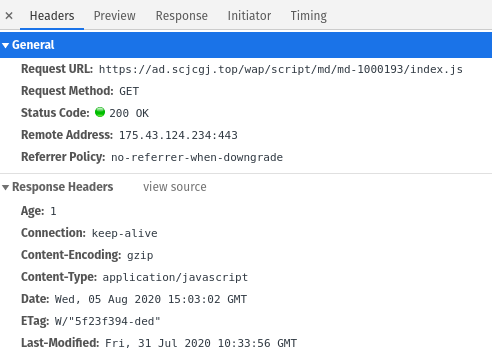 × Headers Preview Response Initiator Timing
General
Request URL: https://ad.scjcgj.top/wap/script/md/md-1000193/index.js
Request Method: GET
Status Code: 200 OK
Remote Address: 175.43.124.234:443
Referrer Policy: no-referrer-when-downgrade
Response Headers view source
Age: 1
Connection: keep-alive
Content-Encoding: gzip
Content-Type: application/javascript
Date: Wed, 05 Aug 2020 15:03:02 GMT
ETag: W/"5f23f394-ded"
Last-Modified: Fri, 31 Jul 2020 10:33:56 GMT